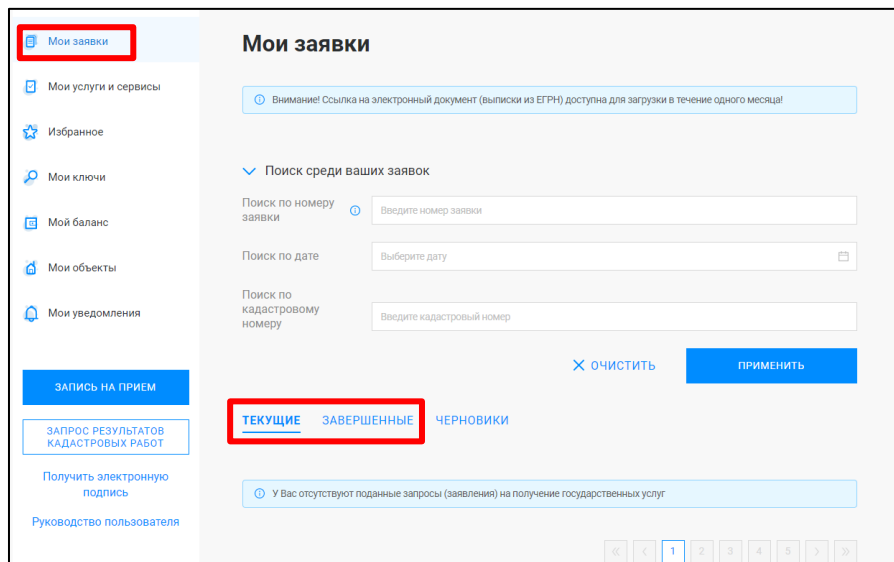 Мои заявки
Мои услуги и сервисы
Избранное
Мои ключи
Мой баланс
Мои объекты
Мои уведомления
ЗАПИСЬ НА ПРИЕМ
ЗАПРОС РЕЗУЛЬТАТОВ
КАДАСТРОВЫХ РАБОТ
Получить электронную
подпись
Руководство пользователя
Мои заявки
Внимание! Ссылка на электронный документ (выписки из ЕГРН) доступна для загрузки в течение одного месяца!
Поиск среди ваших заявок
Поиск по номеру
заявки
Введите номер заявки
Поиск по дате
Выберите дату
Поиск по
кадастровому
номеру
Введите кадастровый номер
ОЧИСТИТЬ
ПРИМЕНИТЬ
ТЕКУЩИЕ ЗАВЕРШЕННЫЕ ЧЕРНОВИКИ
У Вас отсутствуют поданные запросы (заявления) на получение государственных услуг
1 2 3 4 5